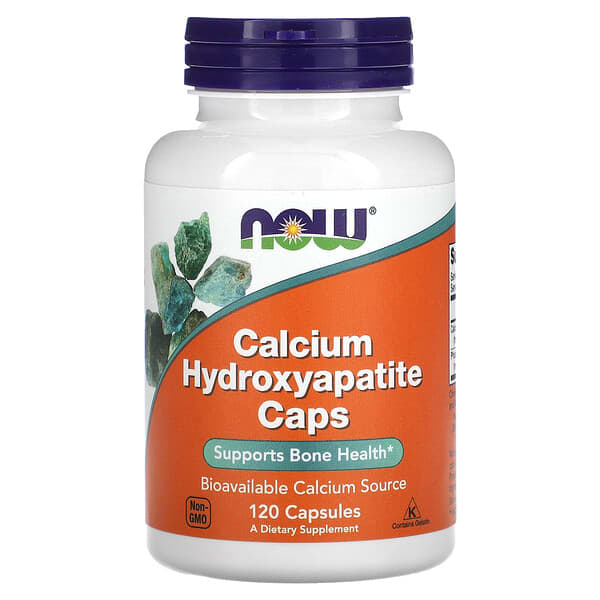 NOW®
Calcium
Hydroxyapatite
Caps
Supports Bone Health*
Bioavailable Calcium Source
120 Capsules
A Dietary Supplement
Non-
GMO
K
Contains Gelatin